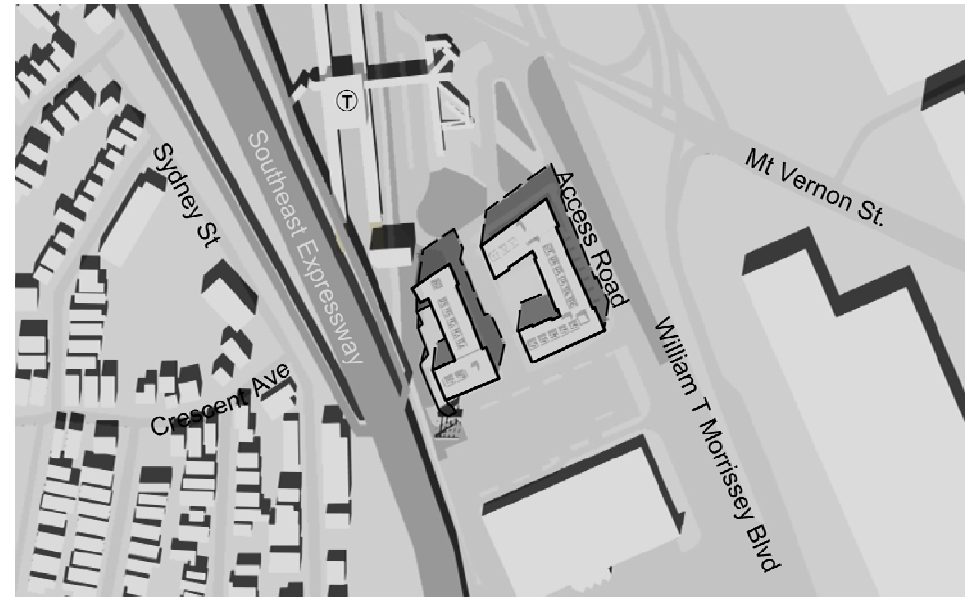 T
Mt Vernon St.
Sydney St
Southeast Expressway
Access Road
William T Morrissey Blvd
Crescent Ave